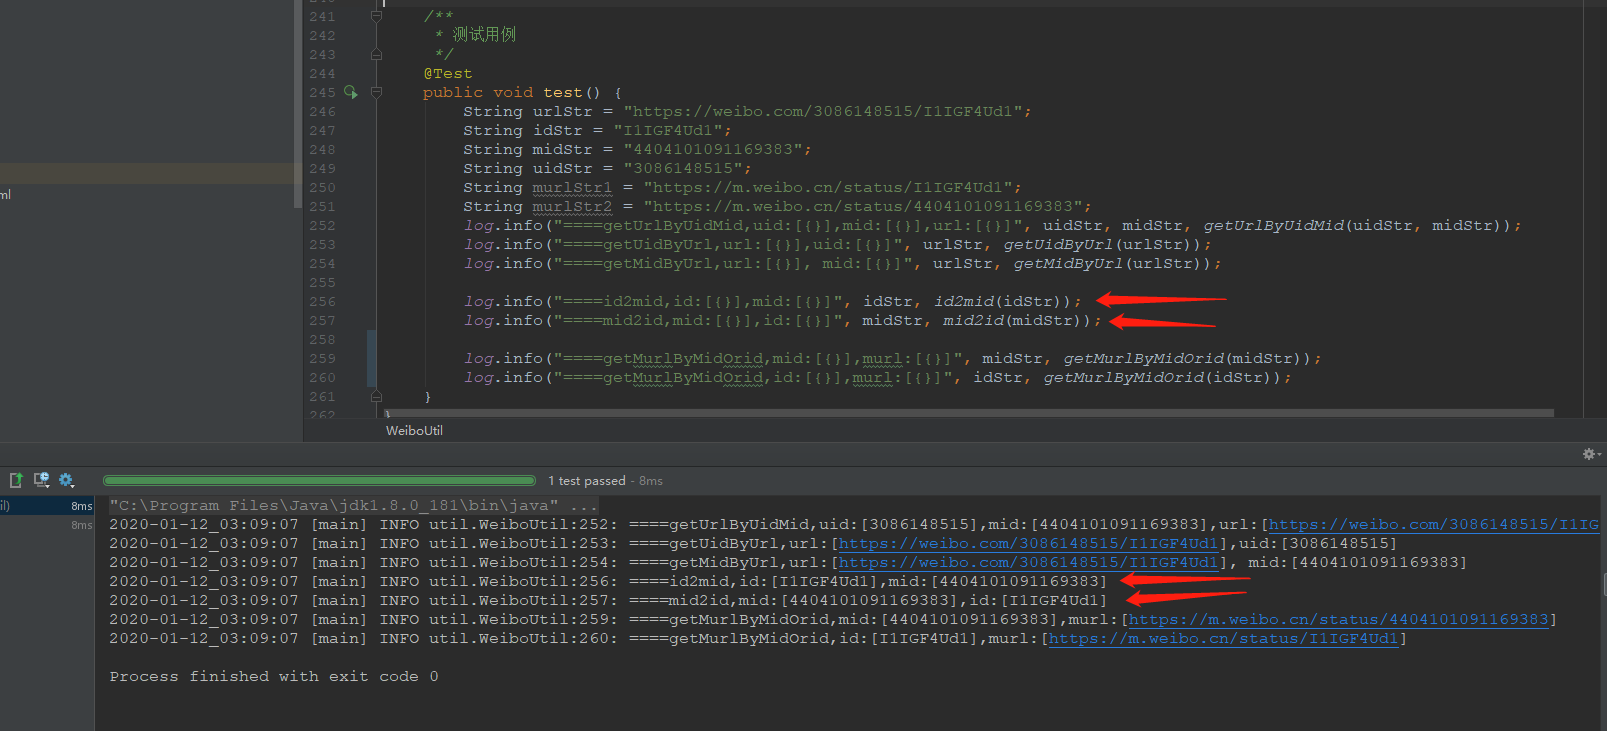 241 /**
242 * 测试用例
243 */
244 @Test
245 public void test() {
246 String urlStr = "https://weibo.com/3086148515/I1IGF4Ud1";
247 String idStr = "I1IGF4Ud1";
248 String midStr = "4404101091169383";
249 String uidStr = "3086148515";
250 String murlStr1 = "https://m.weibo.cn/status/I1IGF4Ud1";
251 String murlStr2 = "https://m.weibo.cn/status/4404101091169383";
252 log.info("====getUrlByUidMid,uid:[{}],mid:[{}],url:[{}]", uidStr, midStr, getUrlByUidMid(uidStr, midStr));
253 log.info("====getUidByUrl,url:[{}],uid:[{}]", urlStr, getUidByUrl(urlStr));
254 log.info("====getMidByUrl,url:[{}], mid:[{}]", urlStr, getMidByUrl(urlStr));
255
256 log.info("====id2mid,id:[{}],mid:[{}]", idStr, id2mid(idStr));
257 log.info("====mid2id,mid:[{}],id:[{}]", midStr, mid2id(midStr));
258
259 log.info("====getMurlByMidOrid,mid:[{}],murl:[{}]", midStr, getMurlByMidOrid(midStr));
260 log.info("====getMurlByMidOrid,id:[{}],murl:[{}]", idStr, getMurlByMidOrid(idStr));
261 }
262 }
ml
WeiboUtil
1 test passed - 8ms
il) 8ms
8ms
"C:\Program Files\Java\jdk1.8.0_181\bin\java" ...
2020-01-12_03:09:07 [main] INFO util.WeiboUtil:252: ====getUrlByUidMid,uid:[3086148515],mid:[4404101091169383],url:[https://weibo.com/3086148515/I1IG
2020-01-12_03:09:07 [main] INFO util.WeiboUtil:253: ====getUidByUrl,url:[https://weibo.com/3086148515/I1IGF4Ud1],uid:[3086148515]
2020-01-12_03:09:07 [main] INFO util.WeiboUtil:254: ====getMidByUrl,url:[https://weibo.com/3086148515/I1IGF4Ud1], mid:[4404101091169383]
2020-01-12_03:09:07 [main] INFO util.WeiboUtil:256: ====id2mid,id:[I1IGF4Ud1],mid:[4404101091169383]
2020-01-12_03:09:07 [main] INFO util.WeiboUtil:257: ====mid2id,mid:[4404101091169383],id:[I1IGF4Ud1]
2020-01-12_03:09:07 [main] INFO util.WeiboUtil:259: ====getMurlByMidOrid,mid:[4404101091169383],murl:[https://m.weibo.cn/status/4404101091169383]
2020-01-12_03:09:07 [main] INFO util.WeiboUtil:260: ====getMurlByMidOrid,id:[I1IGF4Ud1],murl:[https://m.weibo.cn/status/I1IGF4Ud1]
Process finished with exit code 0